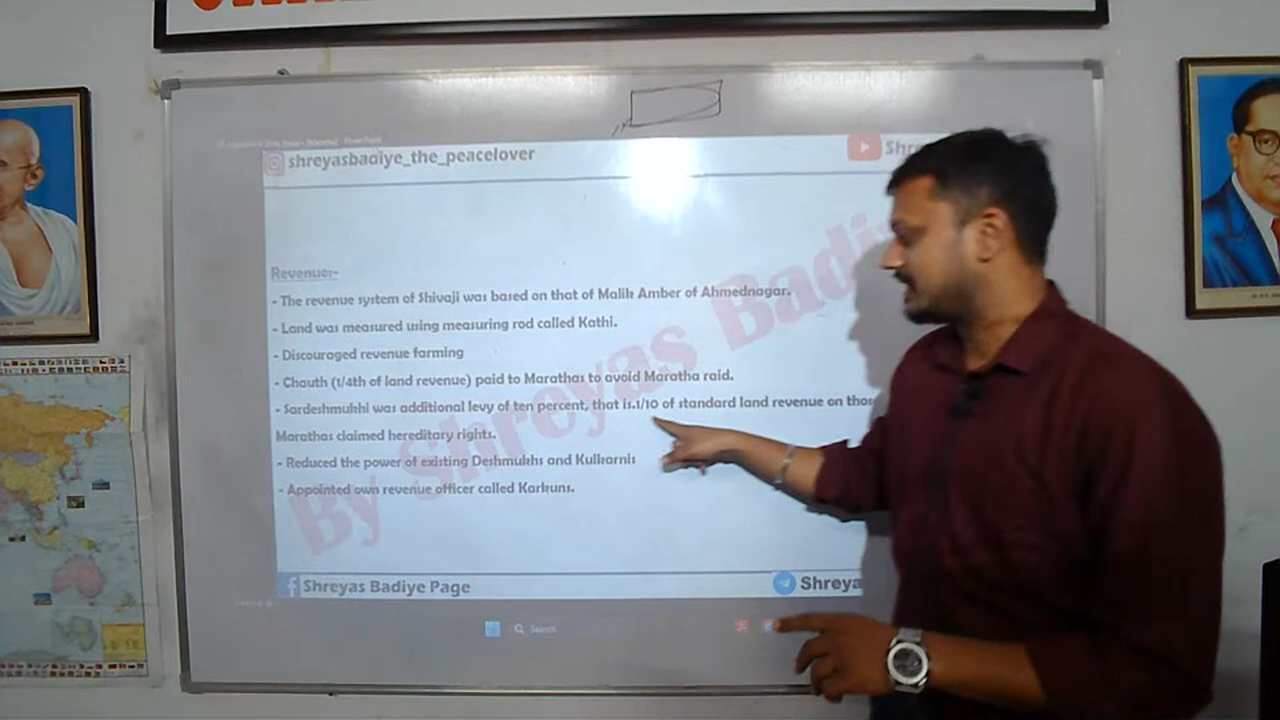 shreyasbadiye_the_peacelover
Shr
Revenue:-
- The revenue system of Shivaji was based on that of Malik Amber of Ahmednagar.
- Land was measured using measuring rod called Kathi.
- Discouraged revenue farming
- Chauth (1/4th of land revenue) paid to Marathas to avoid Maratha raid.
- Sardeshmukhi was additional levy of ten percent, that is.1/10 of standard land revenue on thos
Marathas claimed hereditary rights.
- Reduced the power of existing Deshmukhs and Kulkarnis
- Appointed own revenue officer called Karkuns.
By Shreyas Badi
Shreyas Badiye Page
Shreya
Search